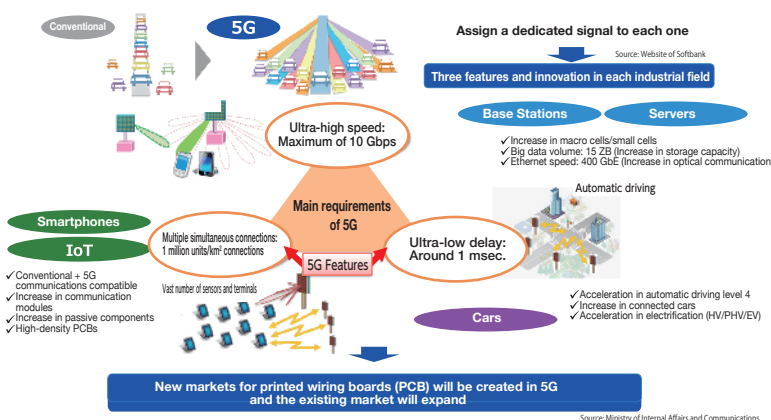 Conventional
5G
Assign a dedicated signal to each one
Source: Website of Softbank
Three features and innovation in each industrial field
Base Stations
Servers
✓Increase in macro cells/small cells
✓Big data volume: 15 ZB (Increase in storage capacity)
✓Ethernet speed: 400 GbE (Increase in optical communication
Ultra-high speed:
Maximum of 10 Gbps
Automatic driving
Main requirements
of 5G
Smartphones
IoT
Multiple simultaneous connections:
1 million units/km² connections
Ultra-low delay:
Around 1 msec.
5G Features
✓Conventional + 5G
communications compatible
✓Increase in communication
modules
✓Increase in passive components
✓High-density PCBs
Vast number of sensors and terminals
Cars
✓Acceleration in automatic driving level 4
✓Increase in connected cars
✓Acceleration in electrification (HV/PHV/EV)
New markets for printed wiring boards (PCB) will be created in 5G
and the existing market will expand
Source: Ministry of Internal Affairs and Communications